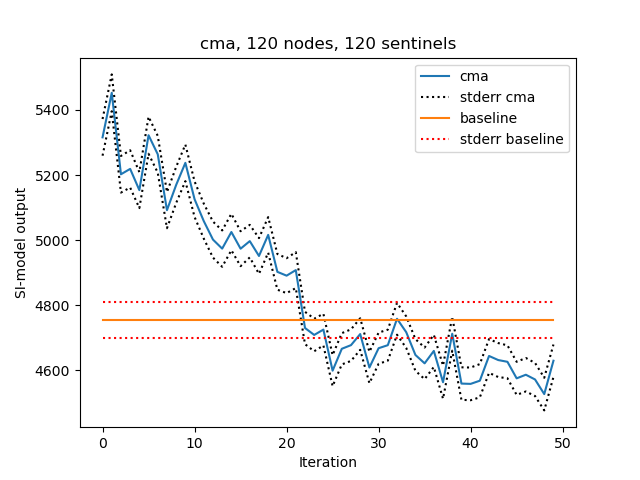 cma, 120 nodes, 120 sentinels
cma
stderr cma
baseline
stderr baseline
SI-model output
5400
5200
5000
4800
4600
0 10 20 30 40 50
Iteration